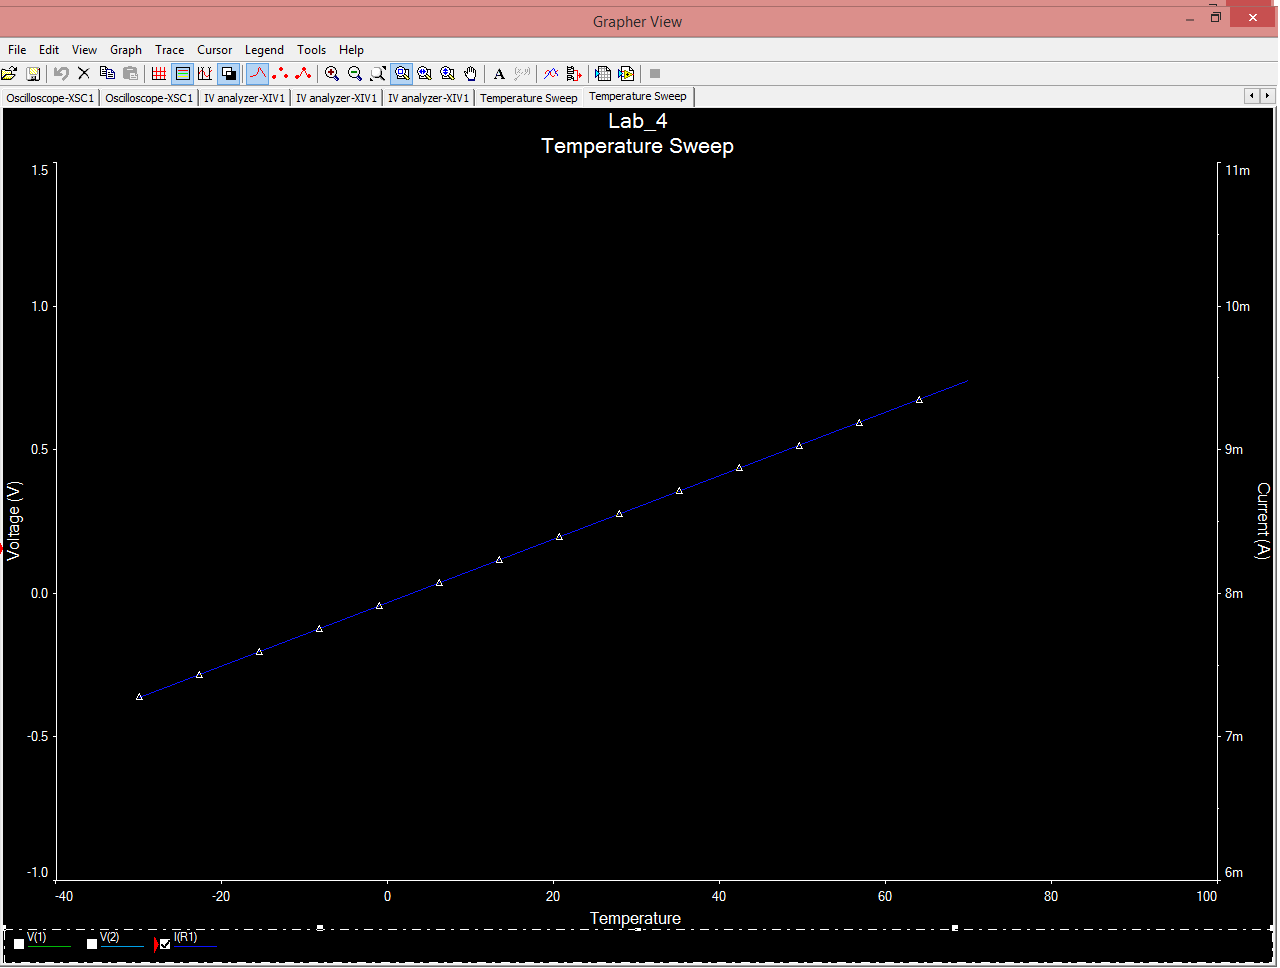 Grapher View
File Edit View Graph Trace Cursor Legend Tools Help
A
Oscilloscope-XSC1 Oscilloscope-XSC1 IV analyzer-XIV1 IV analyzer-XIV1 IV analyzer-XIV1 Temperature Sweep Temperature Sweep
Lab_4
Temperature Sweep
1.5 11m
1.0 10m
0.5 9m
Voltage (V)
Current (A)
0.0 8m
-0.5 7m
-1.0 6m
-40 -20 0 20 40 60 80 100
Temperature
V(1) V(2) I(R1)